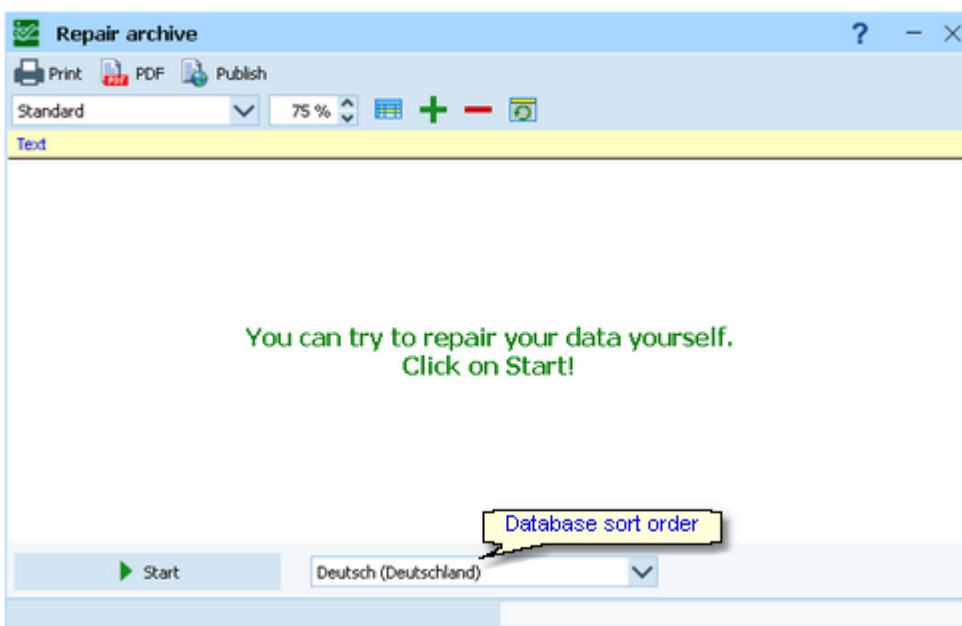 Repair archive ?
Print PDF Publish
Standard 75 %
Text
You can try to repair your data yourself.
Click on Start!
Database sort order
Start Deutsch (Deutschland)